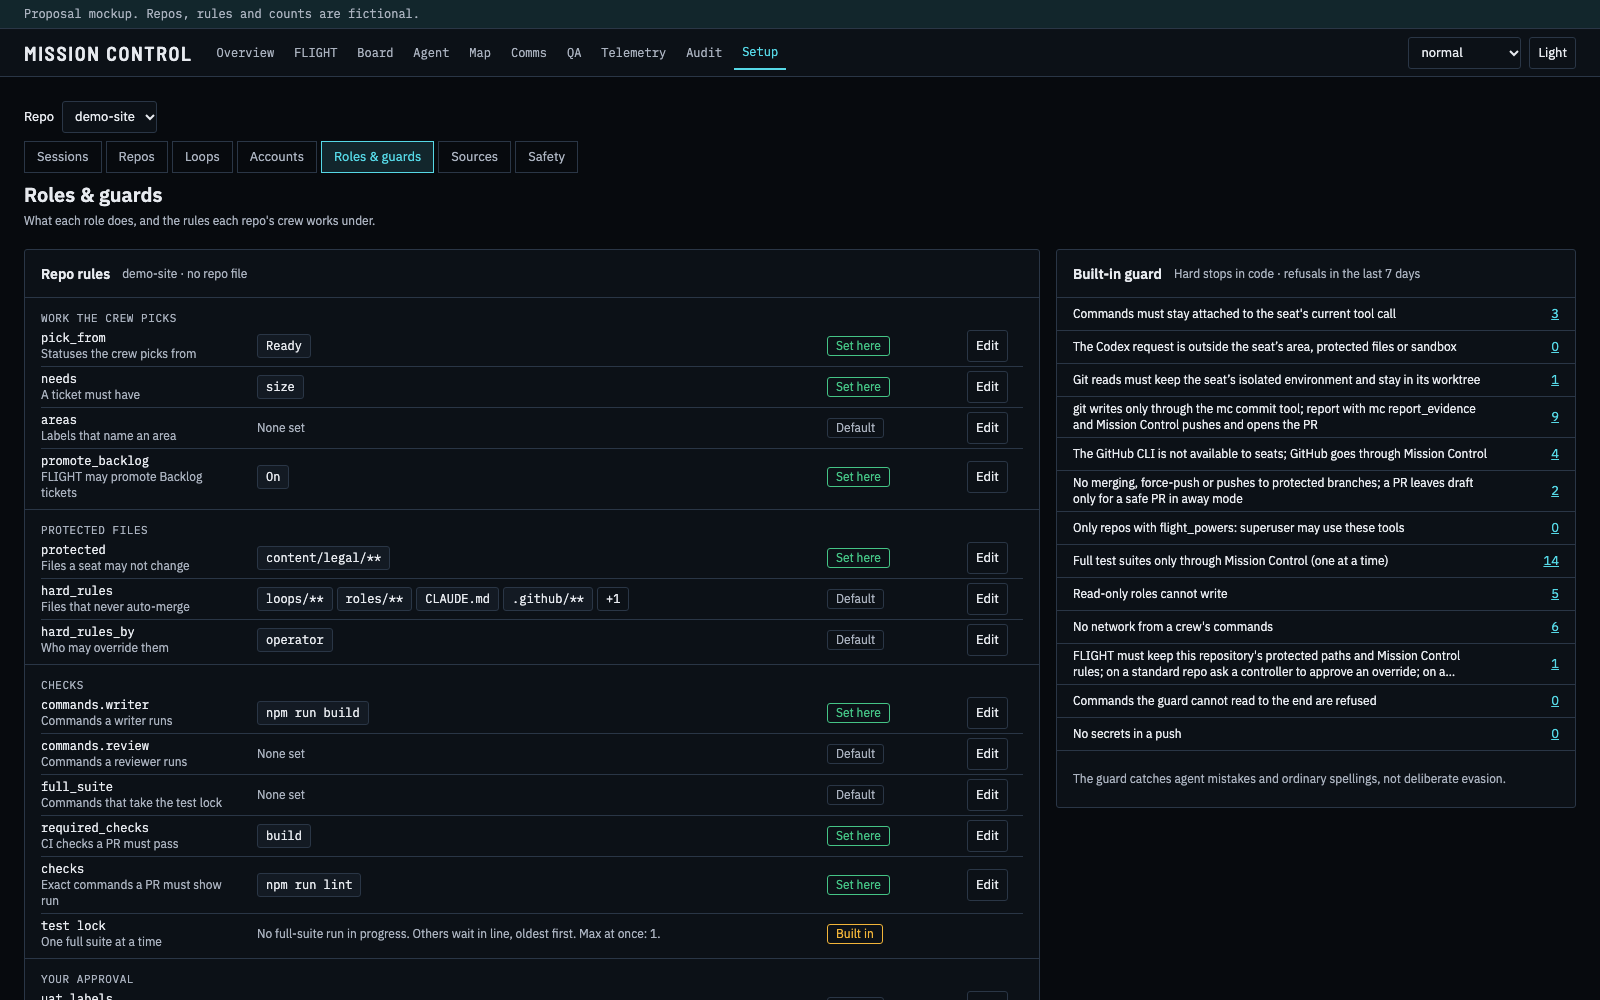 Proposal mockup. Repos, rules and counts are fictional.
MISSION CONTROL Overview FLIGHT Board Agent Map Comms QA Telemetry Audit Setup normal Light
Repo demo-site
Sessions Repos Loops Accounts Roles & guards Sources Safety
Roles & guards
What each role does, and the rules each repo's crew works under.
Repo rules demo-site · no repo file
WORK THE CREW PICKS
pick_from
Statuses the crew picks from
Ready Set here Edit
needs
A ticket must have
size Set here Edit
areas
Labels that name an area
None set Default Edit
promote_backlog
FLIGHT may promote Backlog
tickets
On Set here Edit
PROTECTED FILES
protected
Files a seat may not change
content/legal/** Set here Edit
hard_rules
Files that never auto-merge
loops/** roles/** CLAUDE.md .github/** +1 Default Edit
hard_rules_by
Who may override them
operator Default Edit
CHECKS
commands.writer
Commands a writer runs
npm run build Set here Edit
commands.review
Commands a reviewer runs
None set Default Edit
full_suite
Commands that take the test lock
None set Default Edit
required_checks
CI checks a PR must pass
build Set here Edit
checks
Exact commands a PR must show
run
npm run lint Set here Edit
test lock
One full suite at a time
No full-suite run in progress. Others wait in line, oldest first. Max at once: 1. Built in
YOUR APPROVAL
uat_labels
Built-in guard Hard stops in code · refusals in the last 7 days
Commands must stay attached to the seat's current tool call 3
The Codex request is outside the seat’s area, protected files or sandbox 0
Git reads must keep the seat’s isolated environment and stay in its worktree 1
git writes only through the mc commit tool; report with mc report_evidence
and Mission Control pushes and opens the PR 9
The GitHub CLI is not available to seats; GitHub goes through Mission Control 4
No merging, force-push or pushes to protected branches; a PR leaves draft
only for a safe PR in away mode 2
Only repos with flight_powers: superuser may use these tools 0
Full test suites only through Mission Control (one at a time) 14
Read-only roles cannot write 5
No network from a crew's commands 6
FLIGHT must keep this repository's protected paths and Mission Control
rules; on a standard repo ask a controller to approve an override; on a... 1
Commands the guard cannot read to the end are refused 0
No secrets in a push 0
The guard catches agent mistakes and ordinary spellings, not deliberate evasion.